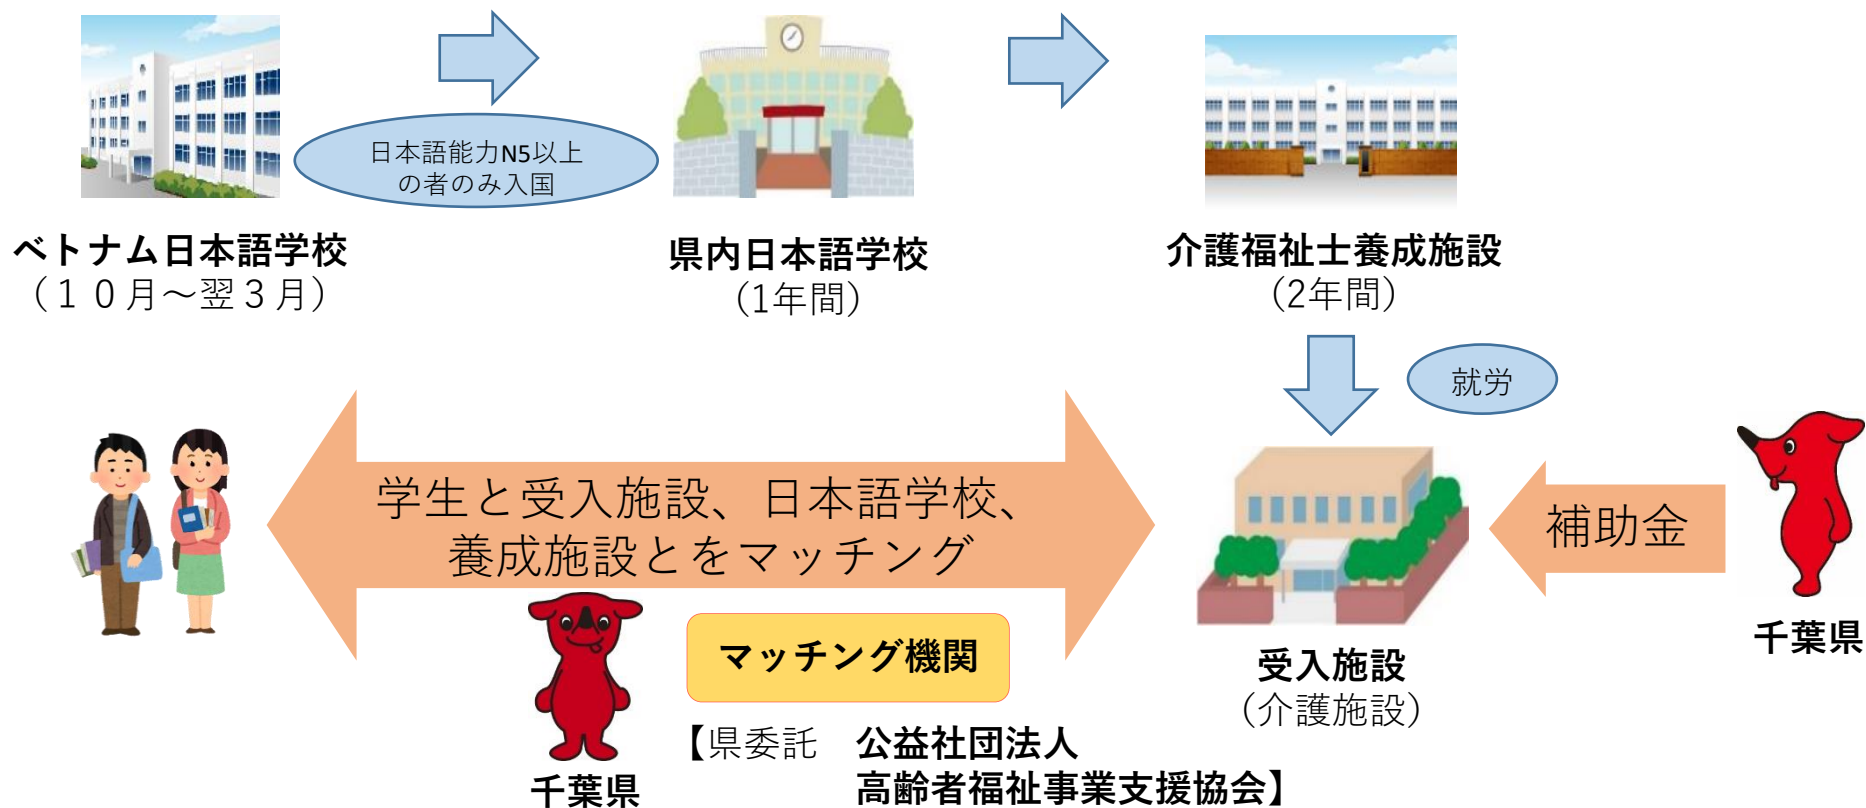 日本語能力N5以上
の者のみ入国
ベトナム日本語学校
（１０月～翌３月）
県内日本語学校
（1年間）
介護福祉士養成施設
（2年間）
就労
学生と受入施設、日本語学校、
養成施設とをマッチング
補助金
千葉県
マッチング機関
受入施設
（介護施設）
【県委託　公益社団法人
高齢者福祉事業支援協会】
千葉県